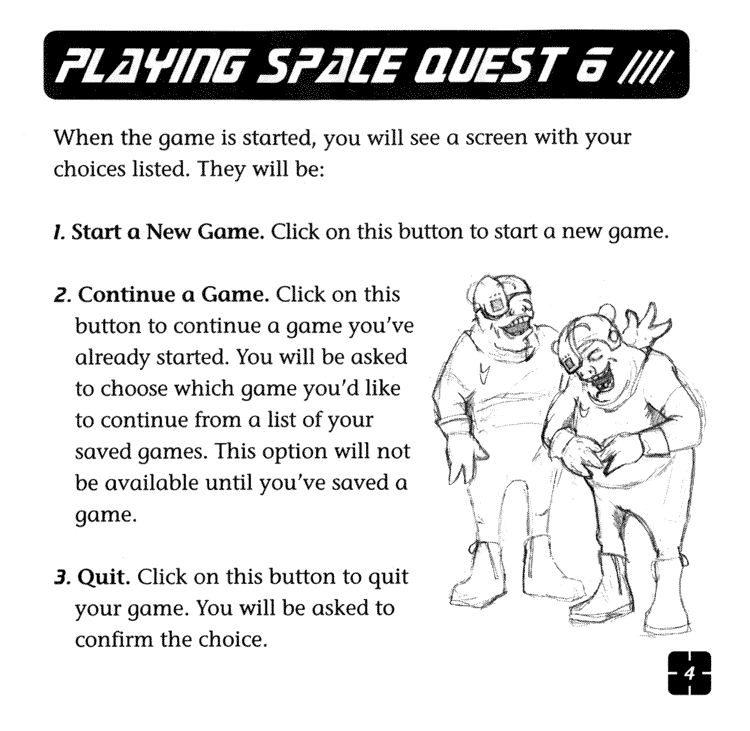 PLAYING SPACE QUEST 6 ////
When the game is started, you will see a screen with your
choices listed. They will be:
1. Start a New Game. Click on this button to start a new game.
2. Continue a Game. Click on this
button to continue a game you’ve
already started. You will be asked
to choose which game you’d like
to continue from a list of your
saved games. This option will not
be available until you’ve saved a
game.
3. Quit. Click on this button to quit
your game. You will be asked to
confirm the choice.
4